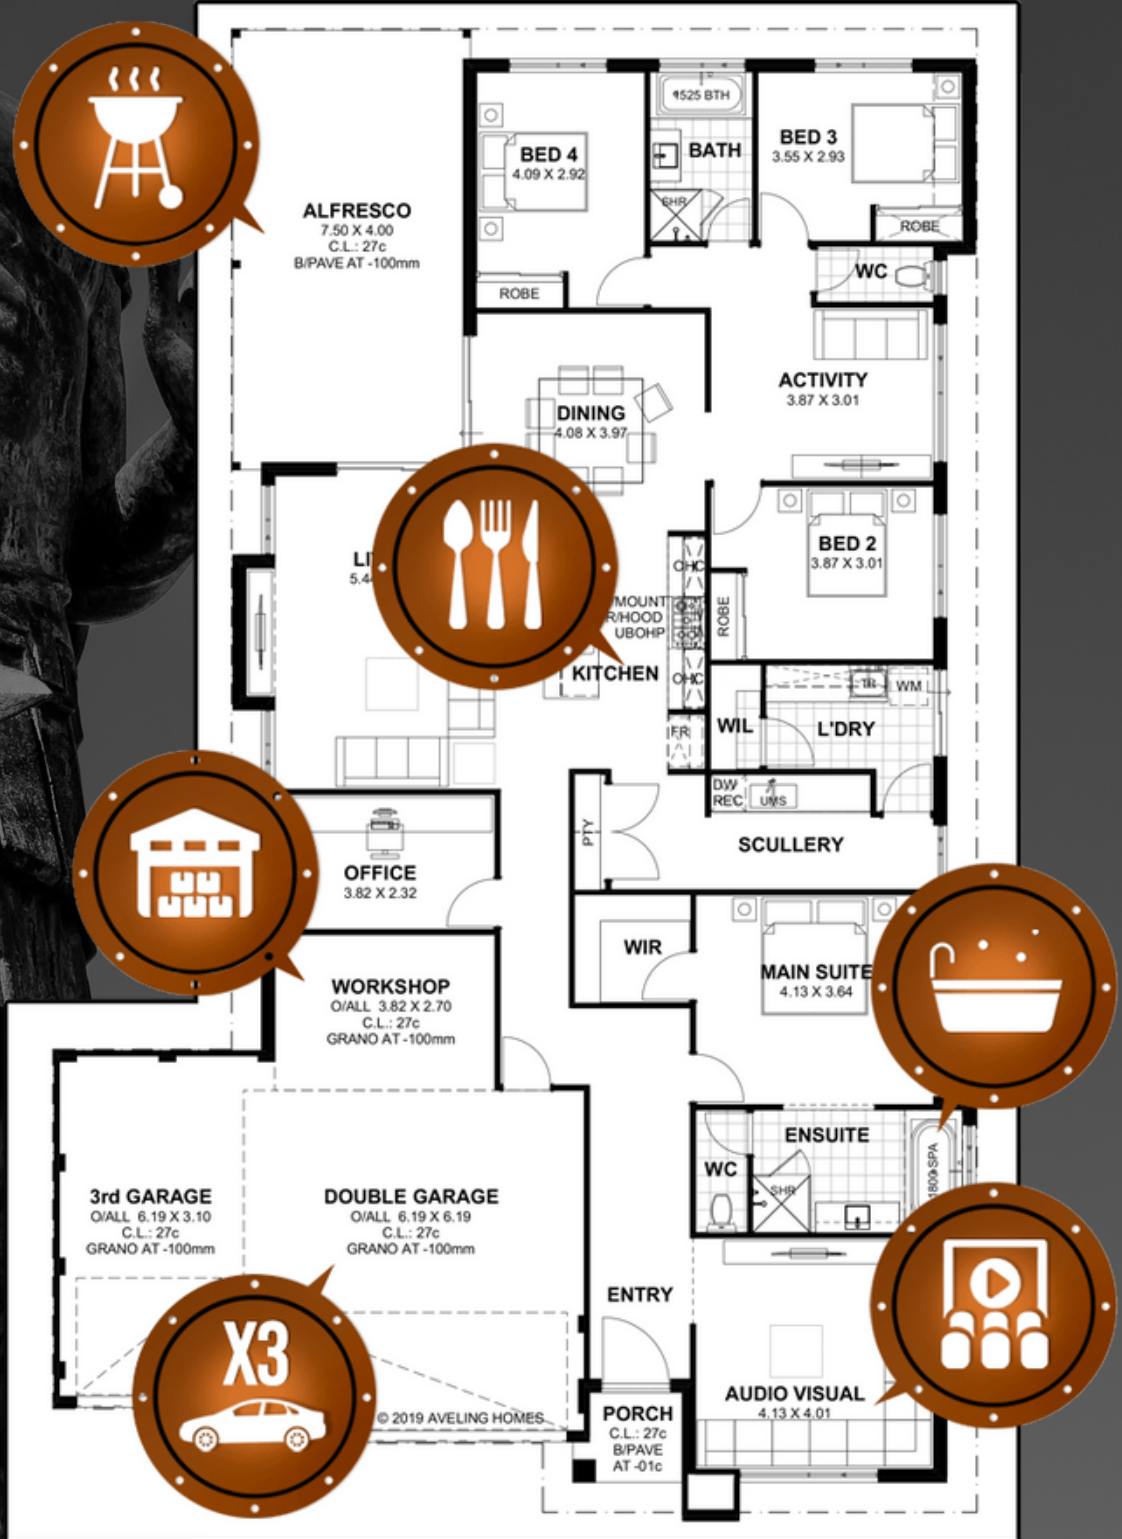 1525 BTH
BED 4
4.09 X 2.92
BATH
BED 3
3.55 X 2.93
SHR
ROBE
ALFRESCO
7.50 X 4.00
C.L.: 27c
B/PAVE AT -100mm
ROBE
WC
ACTIVITY
3.87 X 3.01
DINING
4.08 X 3.97
BED 2
3.87 X 3.01
OHC
/MOUNT
R/HOOD
UBOHP
ROBE
KITCHEN
OHC
TR
WM
FR
WIL
L'DRY
DW
REC
UMS
PTY
SCULLERY
OFFICE
3.82 X 2.32
WIR
MAIN SUITE
4.13 X 3.64
WORKSHOP
O/ALL 3.82 X 2.70
C.L.: 27c
GRANO AT -100mm
ENSUITE
WC
SHR
1800 SPA
3rd GARAGE
O/ALL 6.19 X 3.10
C.L.: 27c
GRANO AT -100mm
DOUBLE GARAGE
O/ALL 6.19 X 6.19
C.L.: 27c
GRANO AT -100mm
ENTRY
X3
AUDIO VISUAL
4.13 X 4.01
© 2019 AVELING HOMES
PORCH
C.L.: 27c
B/PAVE
AT -01c